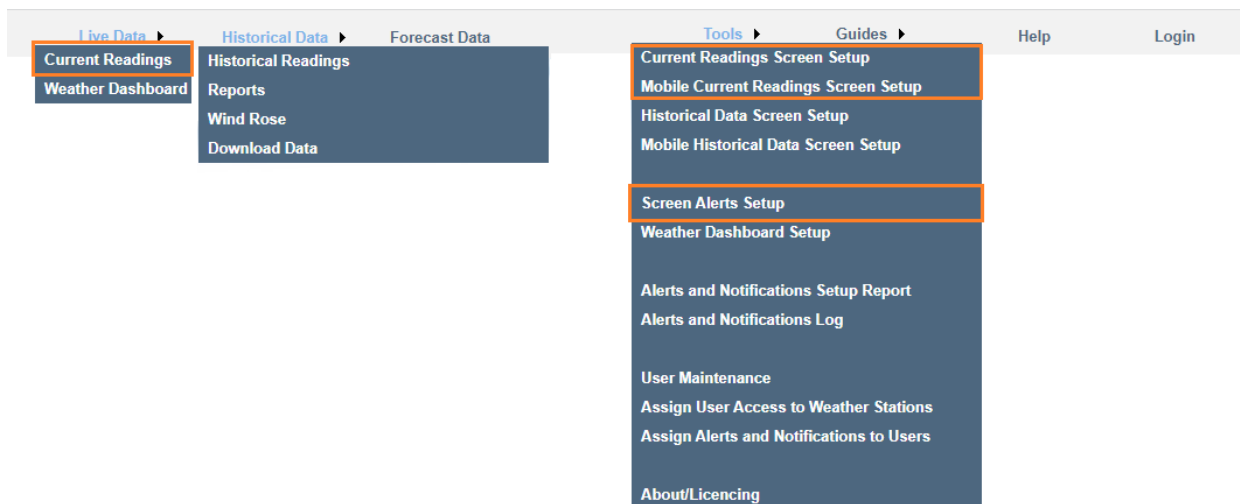 Live Data Historical Data Forecast Data Tools Guides Help Login
Current Readings
Weather Dashboard
Historical Readings
Reports
Wind Rose
Download Data
Current Readings Screen Setup
Mobile Current Readings Screen Setup
Historical Data Screen Setup
Mobile Historical Data Screen Setup
Screen Alerts Setup
Weather Dashboard Setup
Alerts and Notifications Setup Report
Alerts and Notifications Log
User Maintenance
Assign User Access to Weather Stations
Assign Alerts and Notifications to Users
About/Licencing